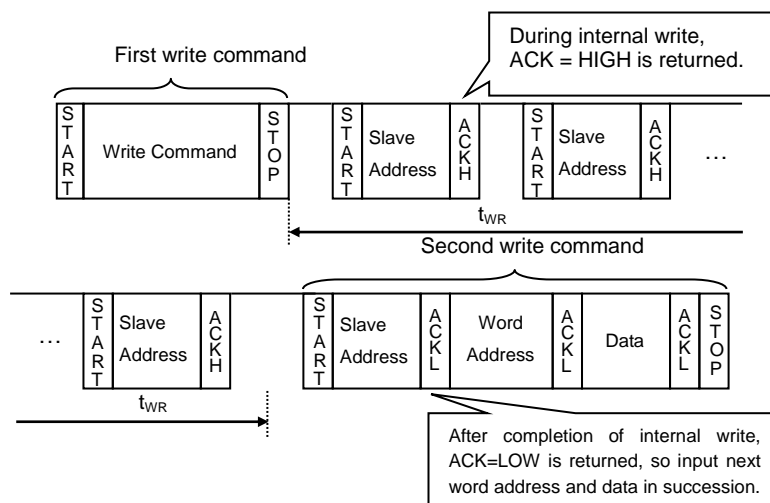 First write command
During internal write,
ACK = HIGH is returned.
START
Write Command
STOP
START
Slave
Address
ACKH
START
Slave
Address
ACKH
…
tWR
Second write command
…
START
Slave
Address
ACKH
START
Slave
Address
ACKL
Word
Address
ACKL
Data
ACKL
STOP
tWR
After completion of internal write,
ACK=LOW is returned, so input next
word address and data in succession.